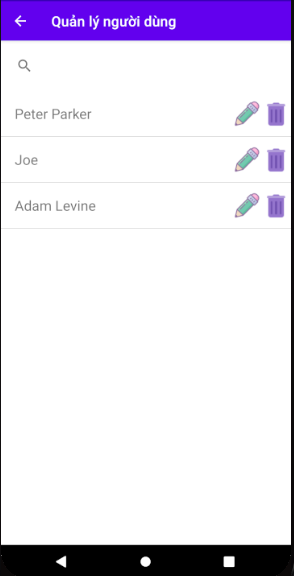 Quản lý người dùng
Peter Parker
Joe
Adam Levine